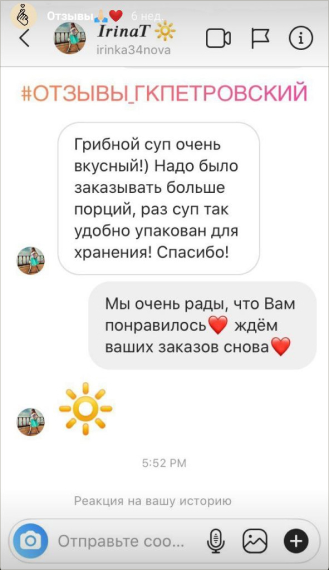 Отзывы🙏❤️ 6 нед.
IrinaT 🔆
irinka34nova
#ОТЗЫВЫ_ГКПЕТРОВСКИЙ
Грибной суп очень
вкусный!) Надо было
заказывать больше
порций, раз суп так
удобно упакован для
хранения! Спасибо!
Мы очень рады, что Вам
понравилось❤️ ждём
ваших заказов снова❤️
🔆
5:52 PM
Реакция на вашу историю
Отправьте соо...